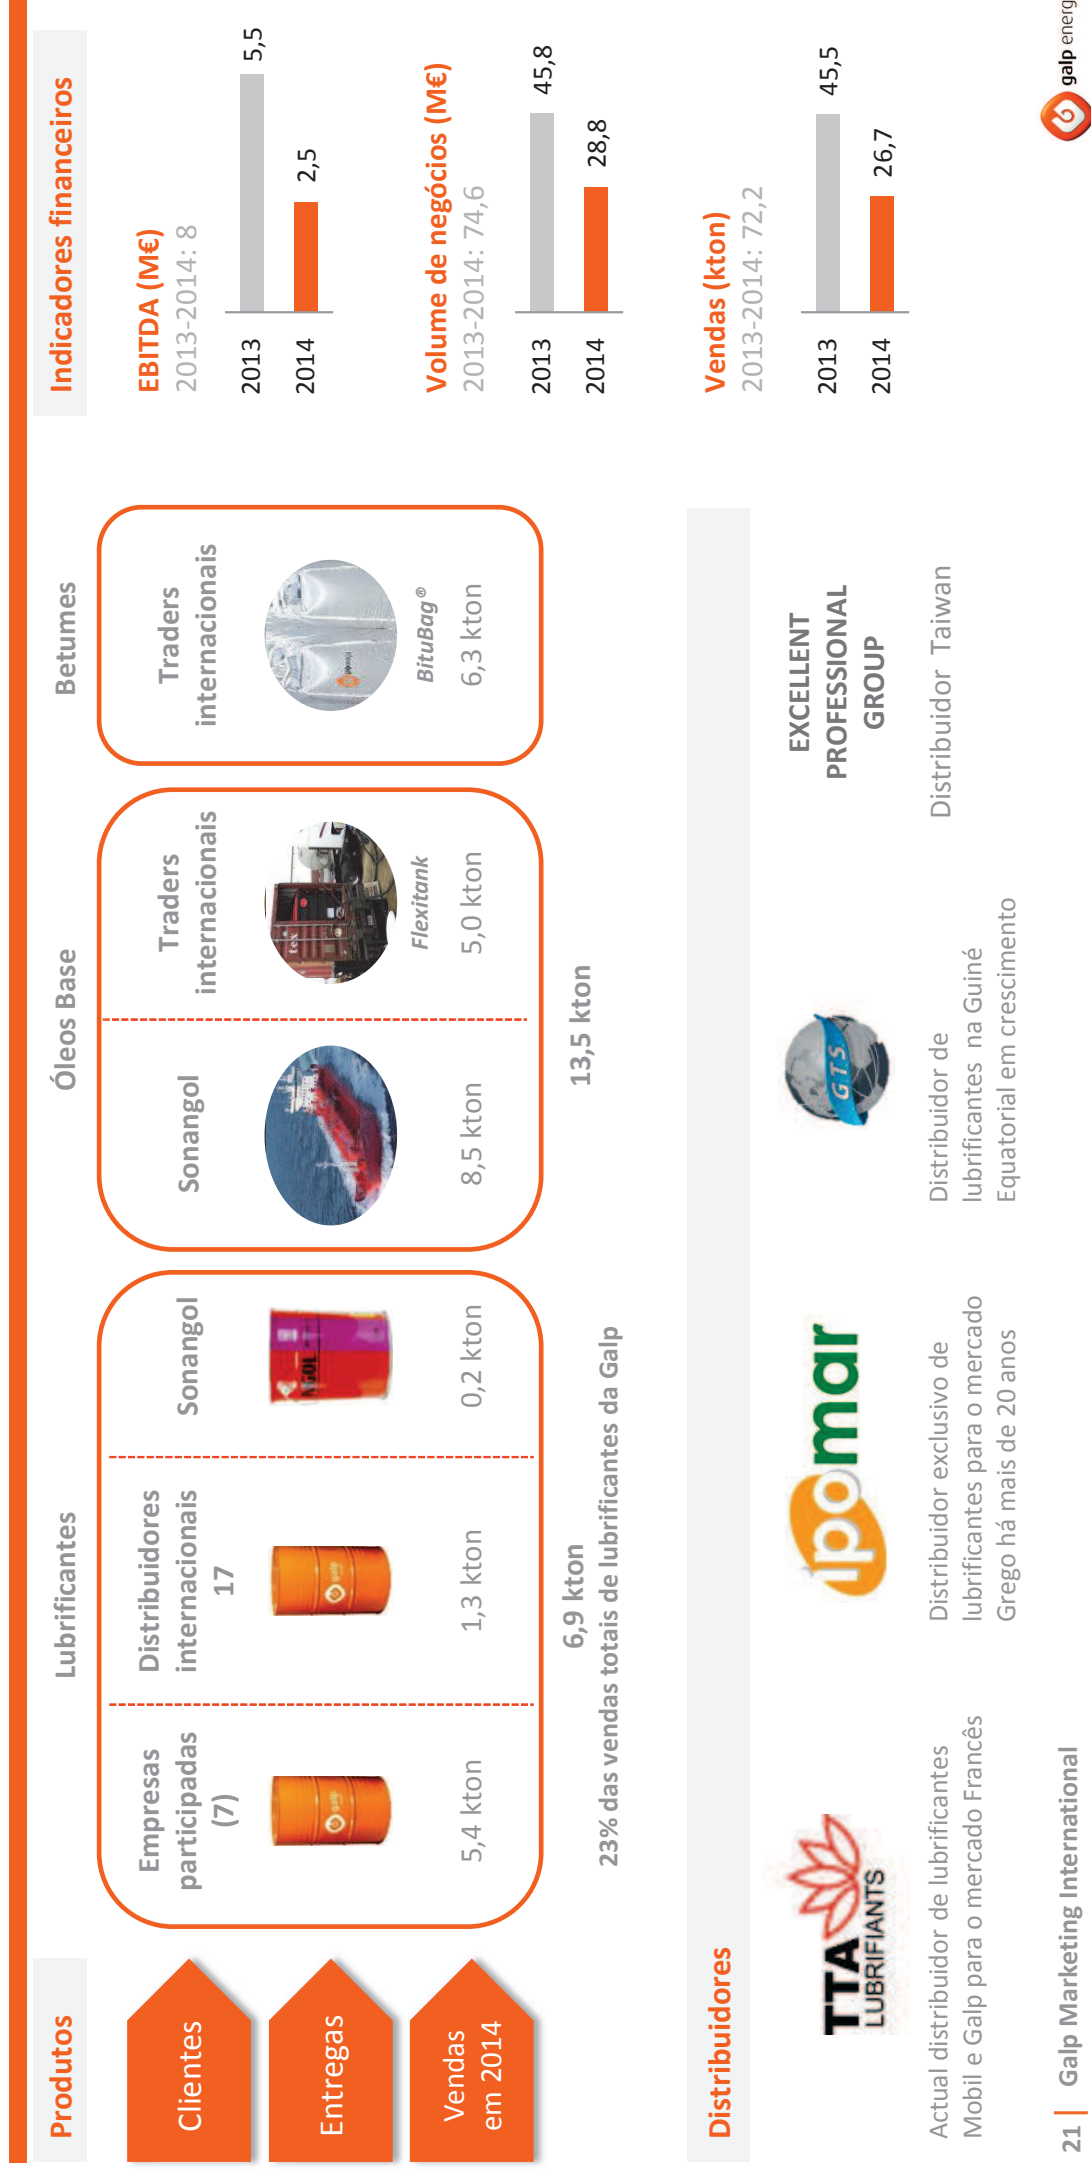 Produtos
Lubrificantes
Óleos Base
Betumes
Indicadores financeiros
Clientes
Empresas
participadas
(7)
Distribuidores
internacionais
17
Sonangol
Sonangol
Traders
internacionais
Traders
internacionais
Entregas
galp
galp
NGOL
tex
Flexitank
BituBag®
Vendas
em 2014
5,4 kton
1,3 kton
0,2 kton
8,5 kton
5,0 kton
6,3 kton
6,9 kton
23% das vendas totais de lubrificantes da Galp
13,5 kton
EBITDA (M€)
2013-2014: 8
2013
5,5
2014
2,5
Volume de negócios (M€)
2013-2014: 74,6
2013
45,8
2014
28,8
Vendas (kton)
2013-2014: 72,2
2013
45,5
2014
26,7
Distribuidores
TTA
LUBRIFIANTS
Actual distribuidor de lubrificantes
Mobil e Galp para o mercado Francês
ipomar
Distribuidor exclusivo de
lubrificantes para o mercado
Grego há mais de 20 anos
GTS
Distribuidor de
lubrificantes na Guiné
Equatorial em crescimento
EXCELLENT
PROFESSIONAL
GROUP
Distribuidor Taiwan
21 | Galp Marketing International
galp energ